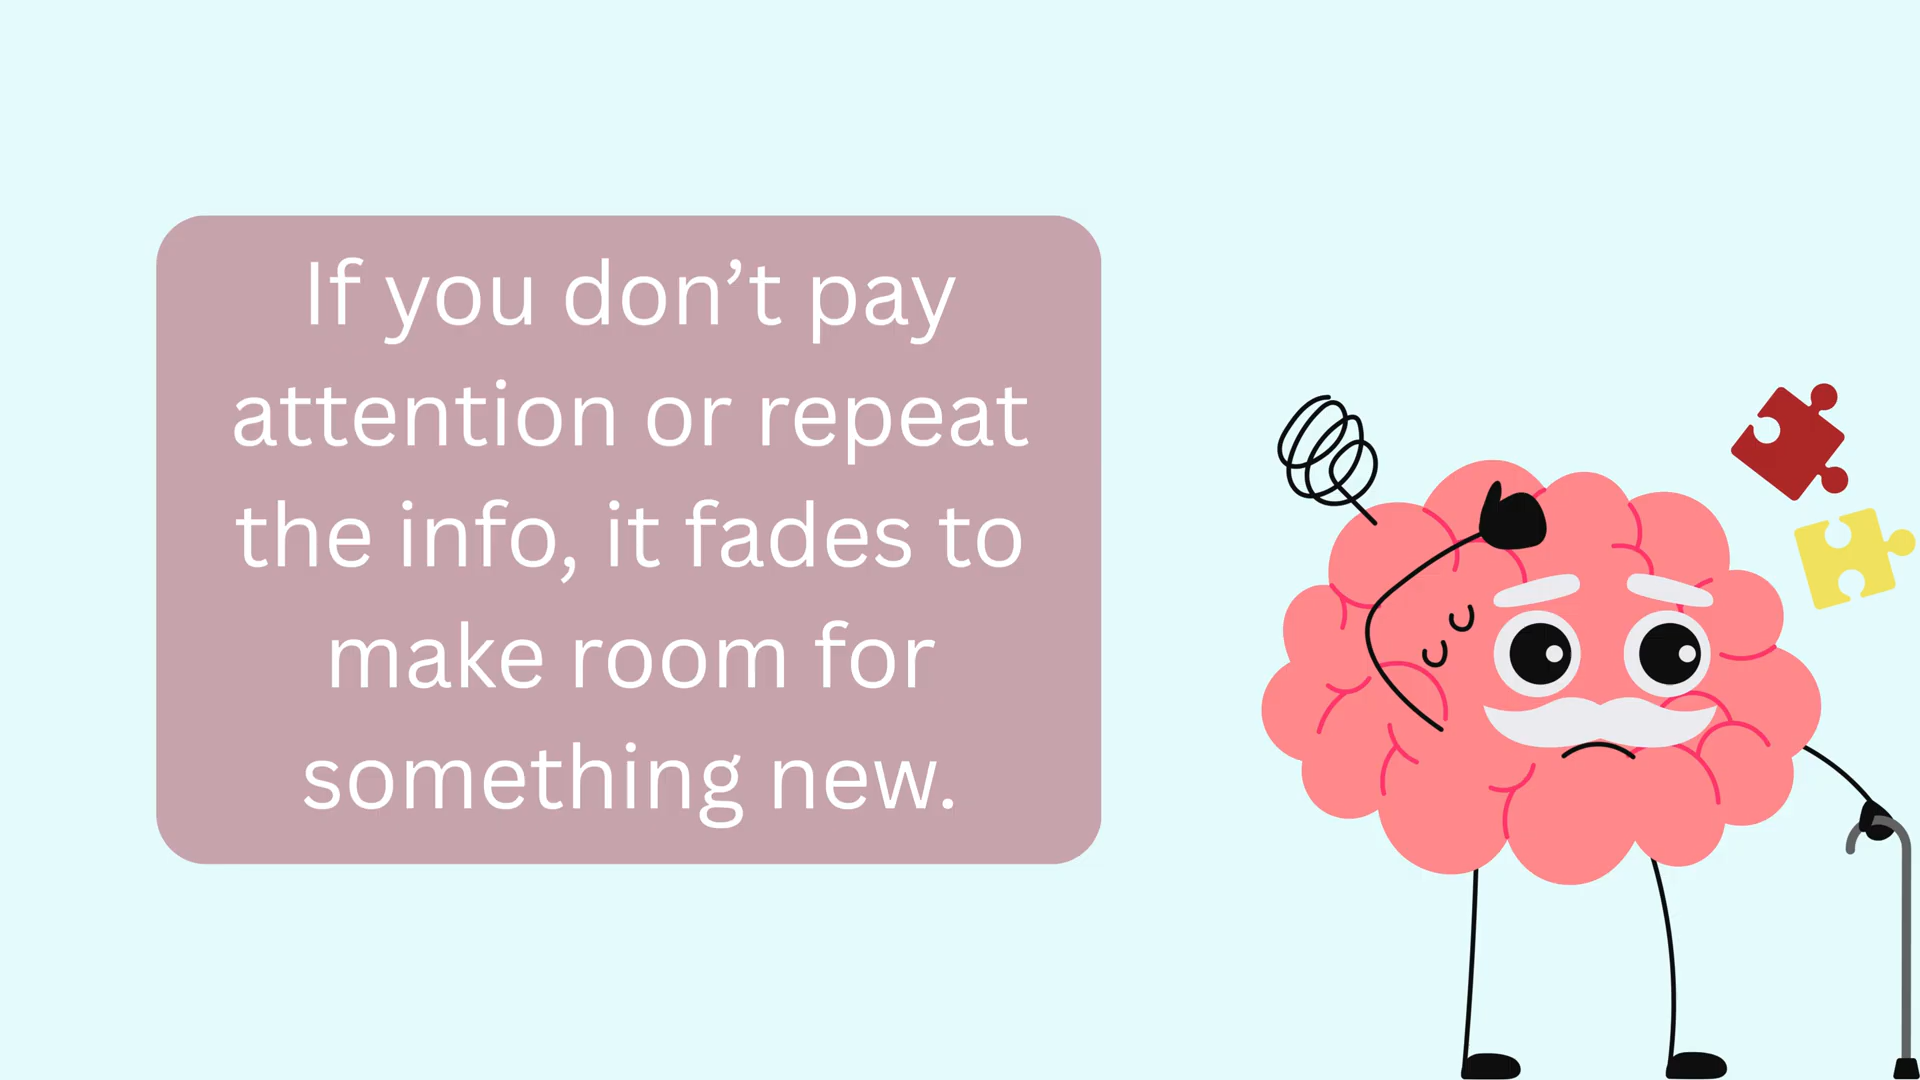 If you don’t pay
attention or repeat
the info, it fades to
make room for
something new.